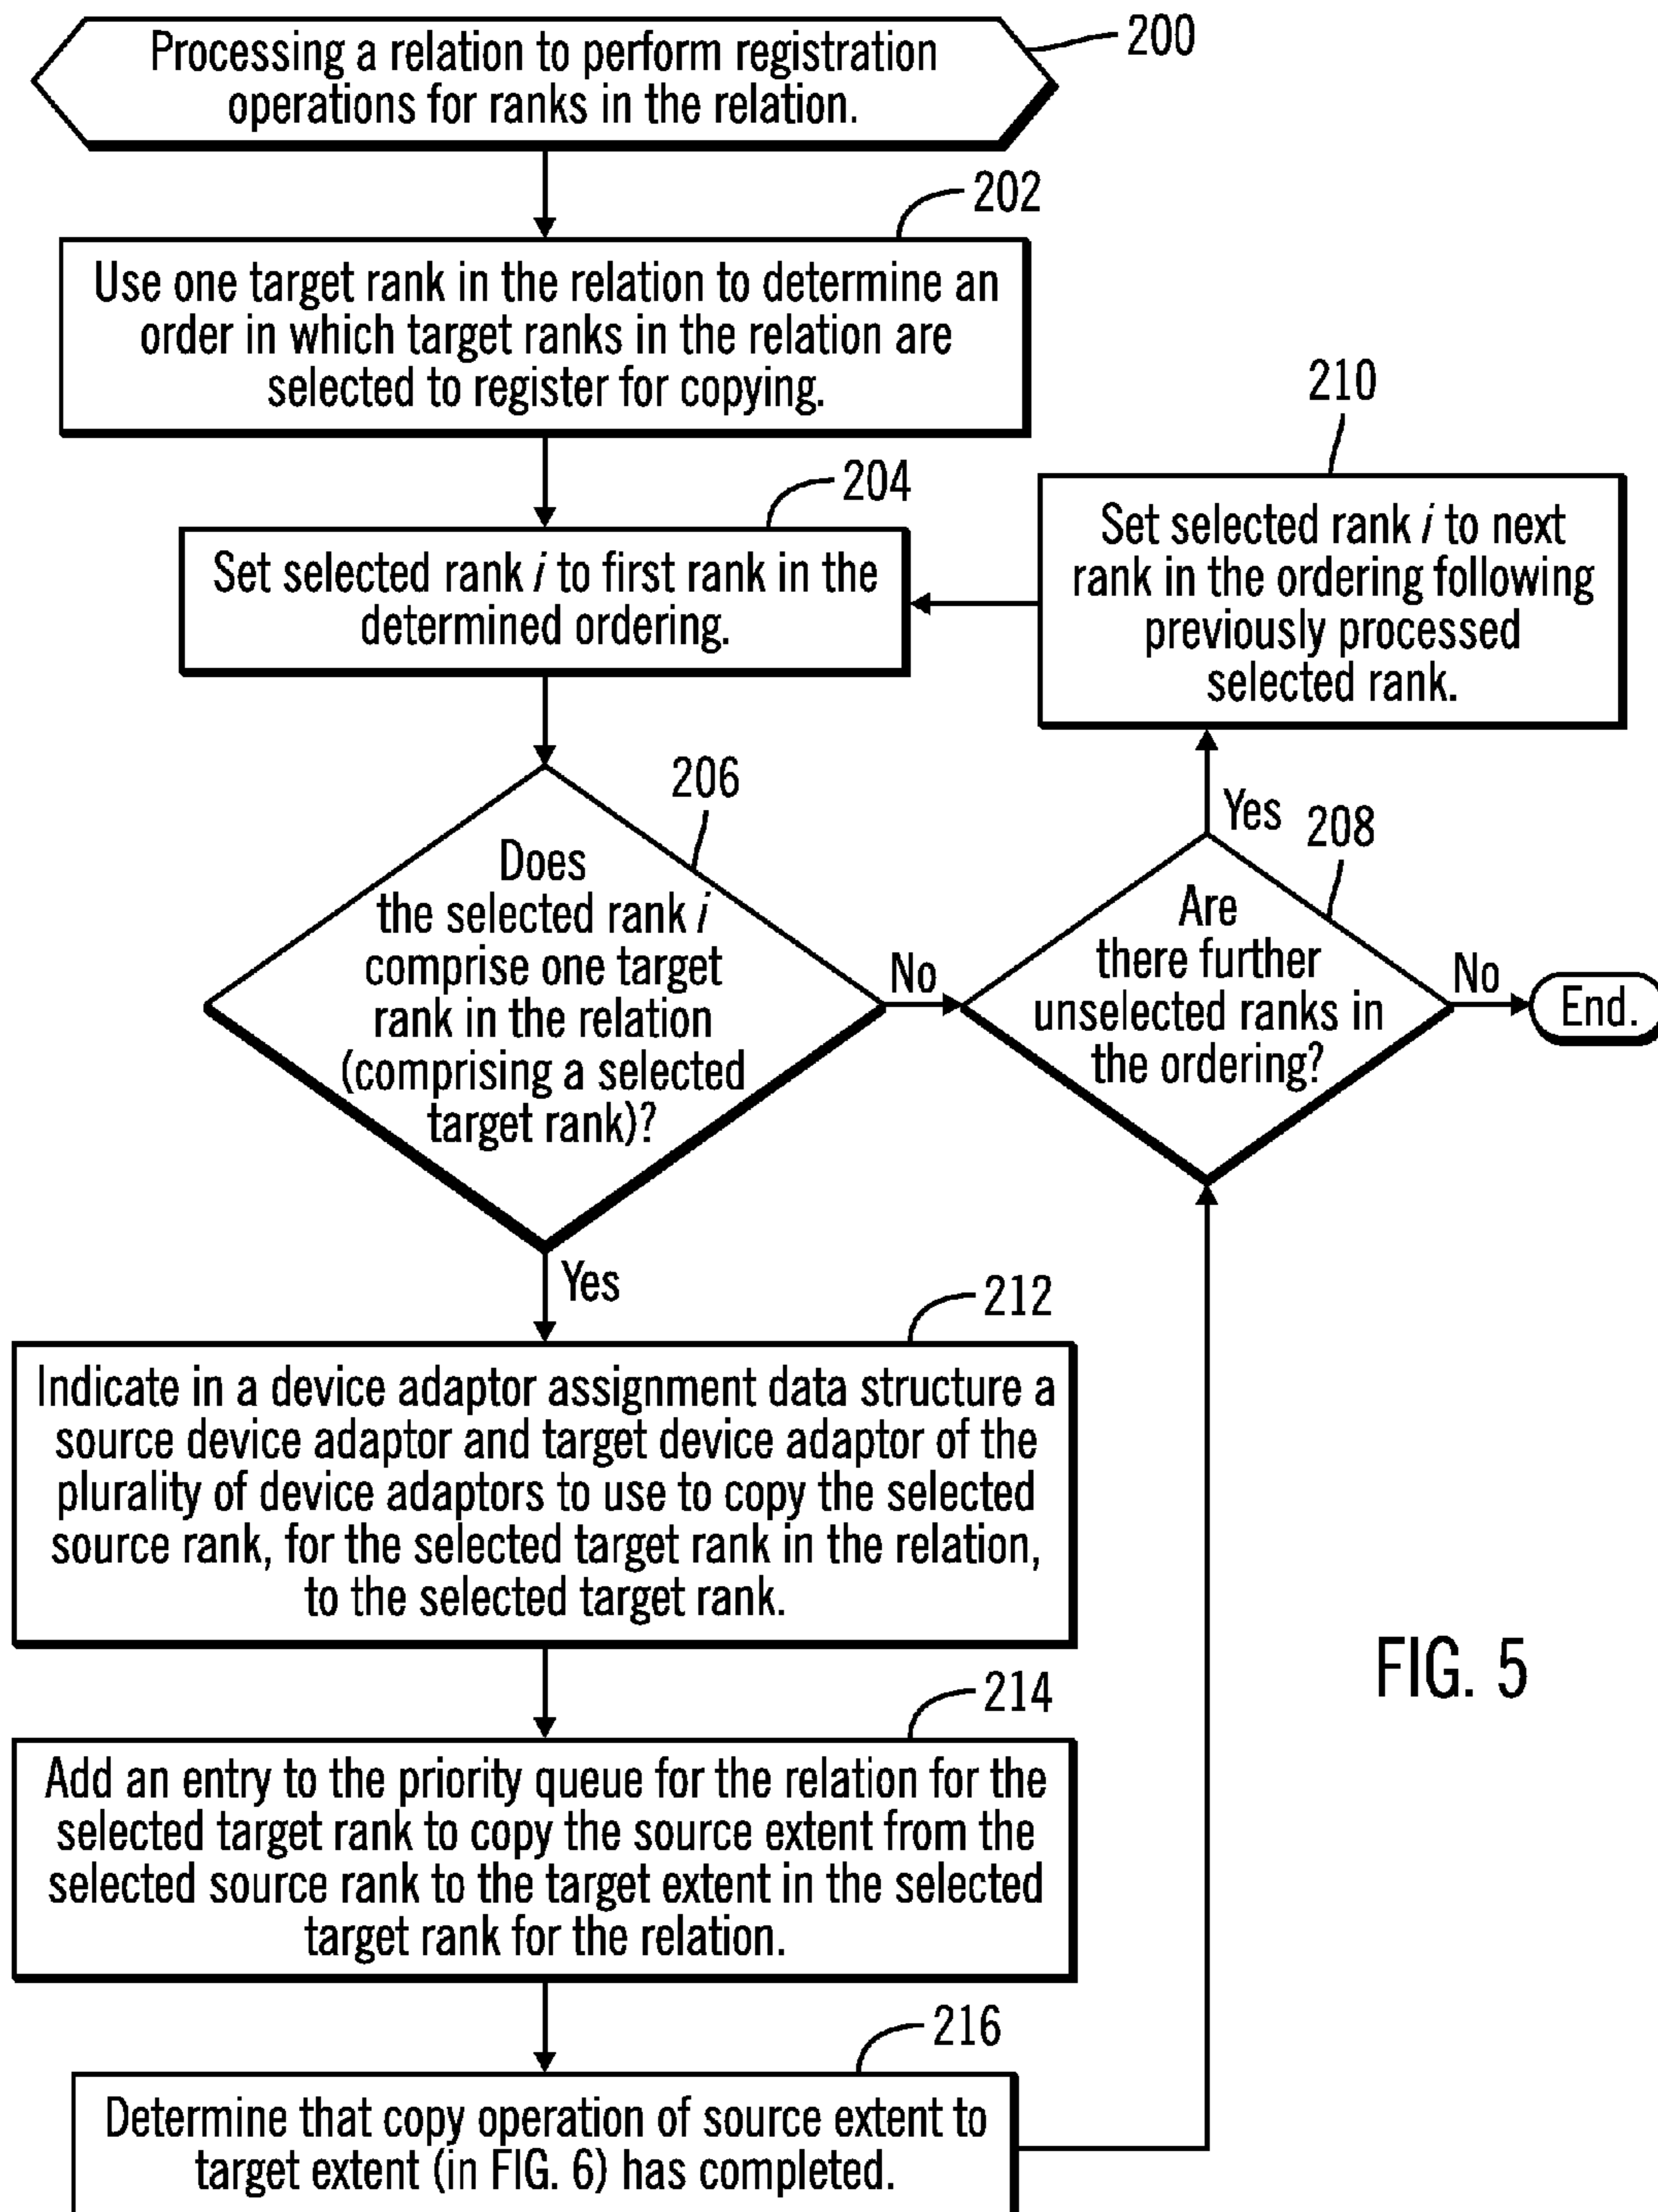 200
Processing a relation to perform registration
operations for ranks in the relation.
202
Use one target rank in the relation to determine an
order in which target ranks in the relation are
selected to register for copying.
204
Set selected rank i to first rank in the
determined ordering.
210
Set selected rank i to next
rank in the ordering following
previously processed
selected rank.
206
Does
the selected rank i
comprise one target
rank in the relation
(comprising a selected
target rank)?
No
Yes
208
Are
there further
unselected ranks in
the ordering?
Yes
No
End.
212
Indicate in a device adaptor assignment data structure a
source device adaptor and target device adaptor of the
plurality of device adaptors to use to copy the selected
source rank, for the selected target rank in the relation,
to the selected target rank.
214
Add an entry to the priority queue for the relation for the
selected target rank to copy the source extent from the
selected source rank to the target extent in the selected
target rank for the relation.
216
Determine that copy operation of source extent to
target extent (in FIG. 6) has completed.
FIG. 5